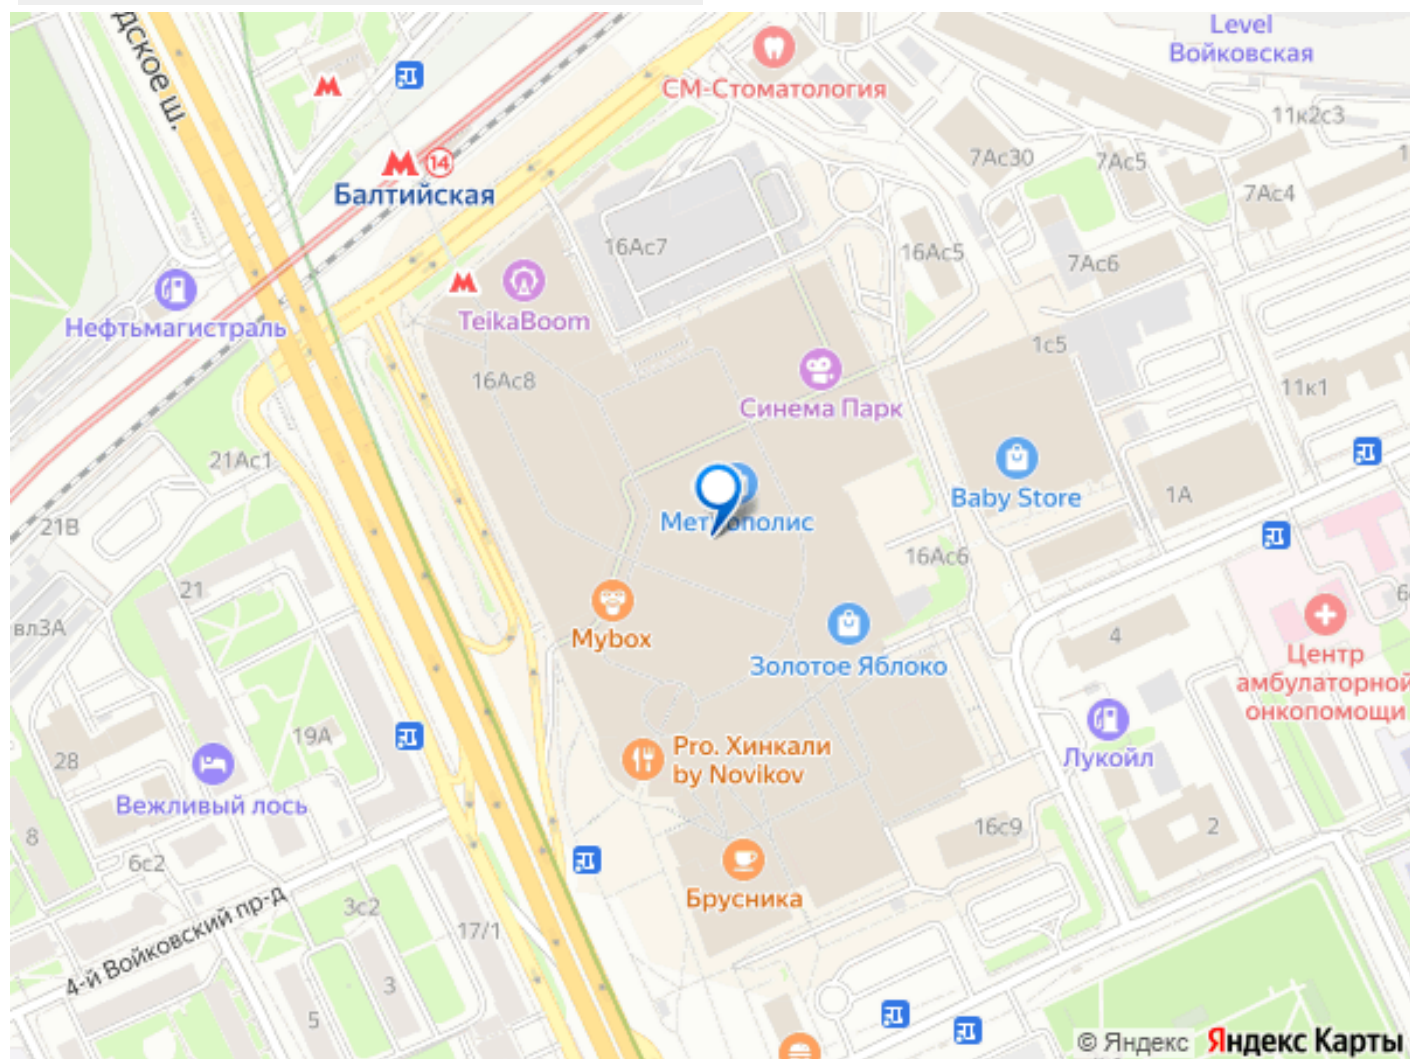 Level
Войковская
дское ш.
СМ-Стоматология
11к2с3
7Ас30
7Ас5
7Ас4
14
Балтийская
16Ас7
16Ас5
7Ас6
TeikaBoom
Нефтьмагистраль
1с5
16Ас8
Синема Парк
11к1
21Ас1
Baby Store
1А
21В
Метрополис
16Ас6
21
Mybox
вл3А
4
Золотое Яблоко
Центр
амбулаторной
онкопомощи
19А
28
Pro. Хинкали
by Novikov
Лукойл
Вежливый лось
16с9
2
8
6с2
Брусника
3с2
17/1
4-й Войковский пр-д
3
5
© Яндекс Яндекс Карты